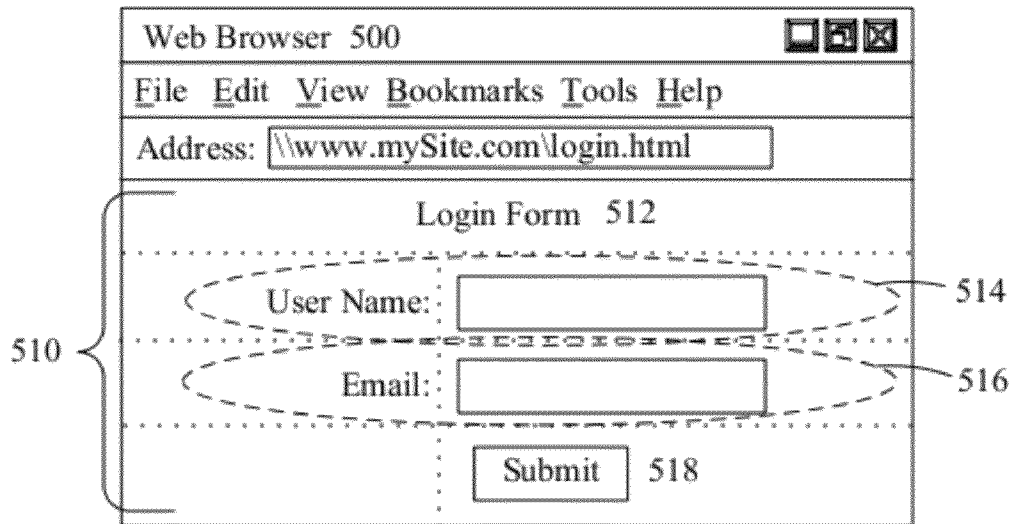 Web Browser 500
File Edit View Bookmarks Tools Help
Address: \\www.mySite.com\login.html
Login Form 512
User Name: 514
510
Email: 516
Submit 518